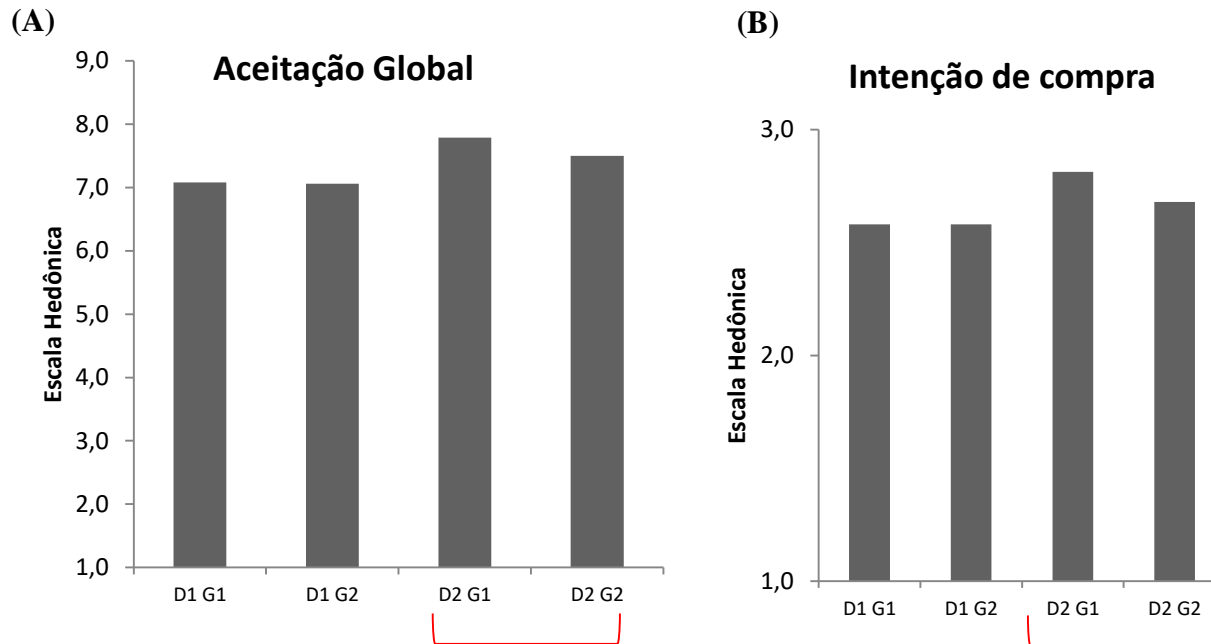 (A)
Aceitação Global
Escala Hedônica
9,0
8,0
7,0
6,0
5,0
4,0
3,0
2,0
1,0
D1 G1 D1 G2 D2 G1 D2 G2
(B)
Intenção de compra
Escala Hedônica
3,0
2,0
1,0
D1 G1 D1 G2 D2 G1 D2 G2